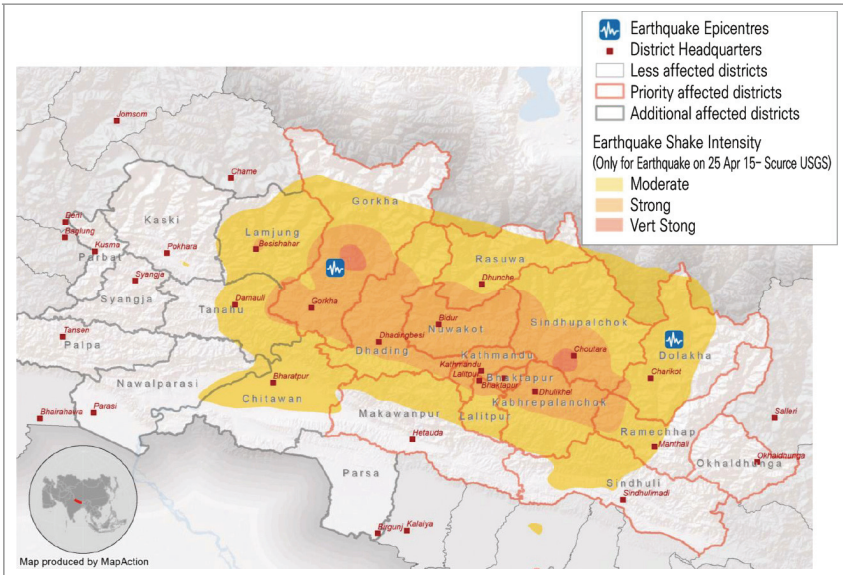 Earthquake Epicentres
District Headquarters
Less affected districts
Priority affected districts
Additional affected districts
Earthquake Shake Intensity
(Only for Earthquake on 25 Apr 15– Scurce USGS)
Moderate
Strong
Vert Stong
Jomsom
Chame
Gorkha
Kaski
Beni
Baglung
Kusma
Parbat
Pokhara
Lamjung
Besishahar
Rasuwa
Dhunche
Syangja
Syangja
Tanahu
Damauli
Gorkha
Bidur
Nuwakot
Sindhupalchok
Tansen
Palpa
Dhadingbesi
Dhading
Kathmandu
Kathmandu
Choutara
Dolakha
Charikot
Nawalparasi
Bharatpur
Chitawan
Lalitpur
Bhaktapur
Bhaktapur
Dhulikhel
Kabhrepalanchok
Bhairahawa
Parasi
Makawanpur
Lalitpur
Hetauda
Ramechhap
Manthali
Salleri
Okhaldhunga
Okhaldhunga
Parsa
Sindhuli
Sindhulimadi
Birgunj
Kalaiya
Map produced by MapAction